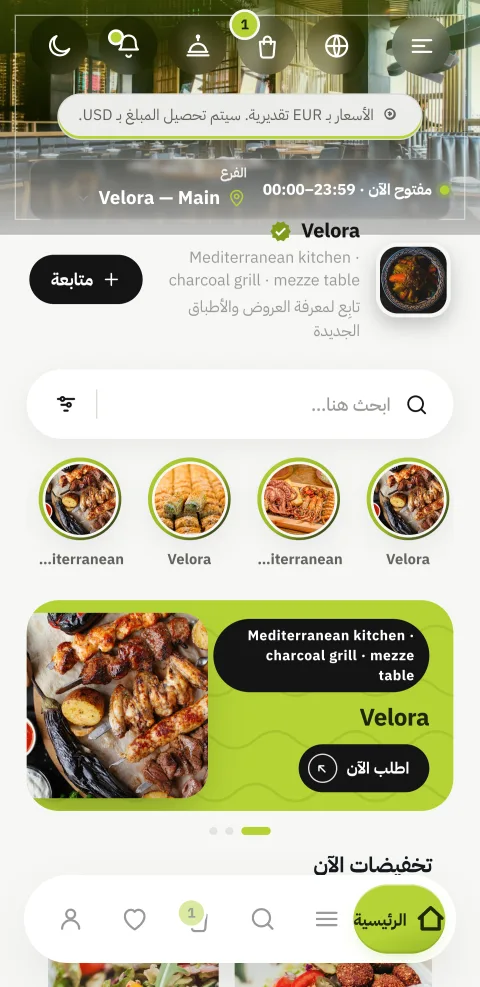 1
الأسعار بـ EUR تقديرية. سيتم تحصيل المبلغ بـ USD.
الفرع
مفتوح الآن · 00:00–23:59
Velora — Main
Velora
Mediterranean kitchen ·
charcoal grill · mezze table
تابع لمعرفة العروض والأطباق
الجديدة
متابعة
ابحث هنا...
Velora
...iterranean
Velora
...iterranean
Mediterranean kitchen ·
charcoal grill · mezze
table
Velora
اطلب الآن
تخفيضات الآن
الرئيسية
1